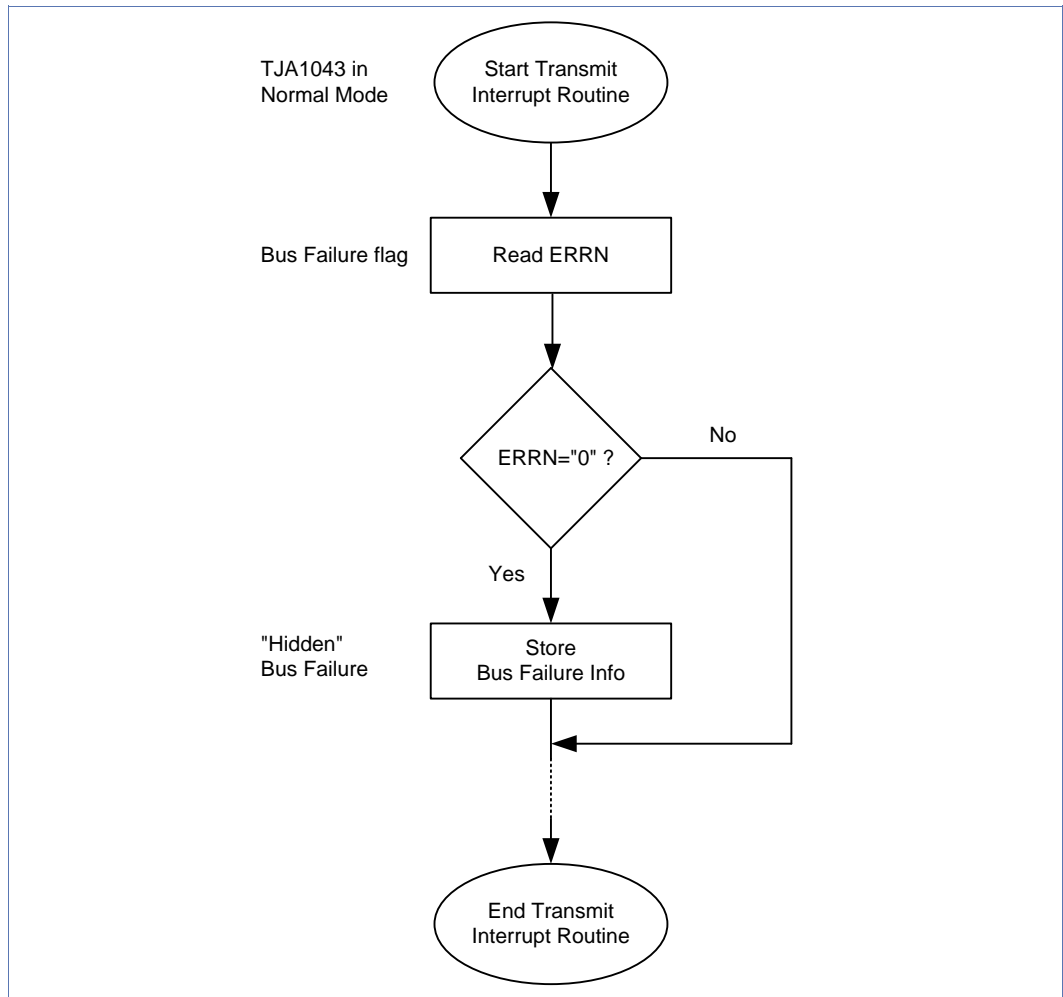 TJA1043 in
Normal Mode
Start Transmit
Interrupt Routine
Bus Failure flag
Read ERRN
ERRN="0" ?
No
Yes
"Hidden"
Bus Failure
Store
Bus Failure Info
End Transmit
Interrupt Routine